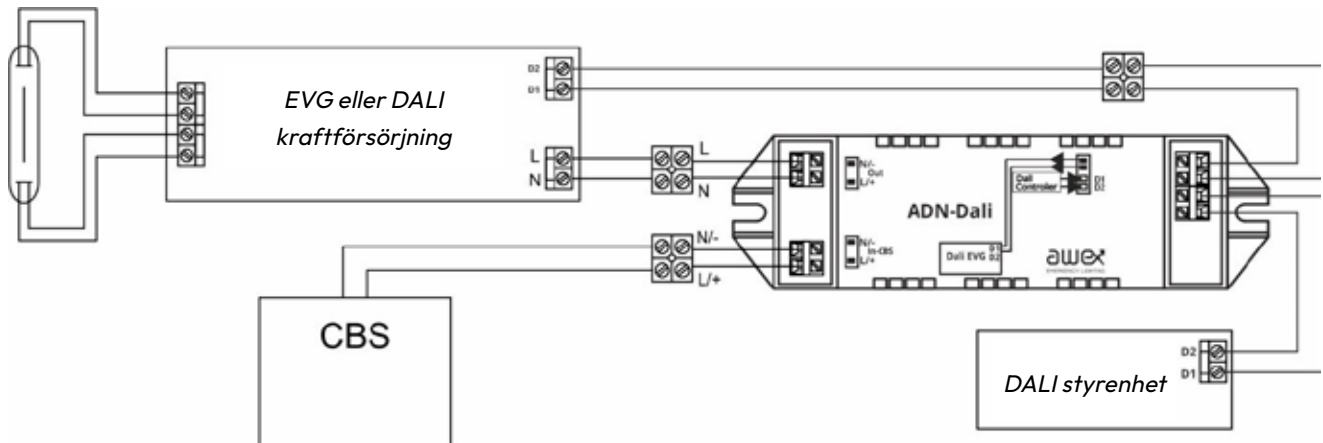 EVG eller DALI
kraftförsörjning
D2
D1
L
N
L
N
N/-
Out
L/+
Dali
Controller
D1
D2
ADN-Dali
N/-
In-CBS
L/+
Dali EVG
D1
D2
awex
EMERGENCY LIGHTING
N/-
L/+
CBS
DALI styrenhet
D2
D1